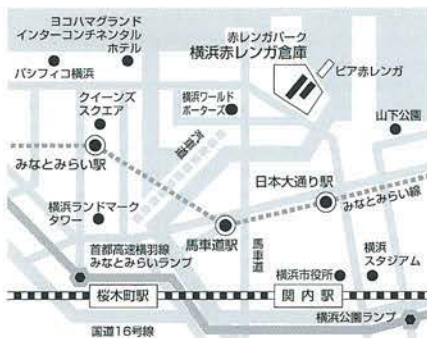 ヨコハマグランド
インターコンチネンタル
ホテル
パシフィコ横浜
赤レンガパーク
横浜赤レンガ倉庫
ピア赤レンガ
クイーンズ
スクエア
横浜ワールド
ポーターズ
山下公園
汽車道
みなとみらい駅
日本大通り駅
みなとみらい線
横浜ランドマーク
タワー
馬車道駅
馬車道
首都高速横羽線
みなとみらいランプ
横浜市役所
横浜
スタジアム
桜木町駅
関内駅
国道16号線
横浜公園ランプ